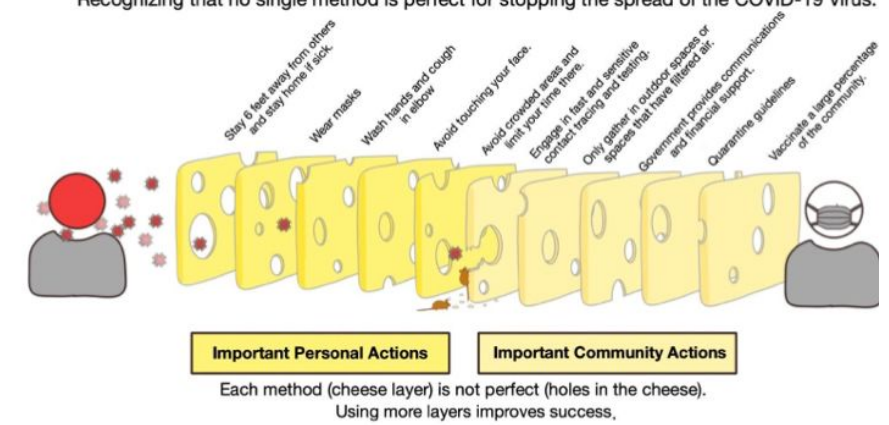 Recognizing that no single method is perfect for stopping the spread of the COVID-19 virus.
Stay 6 feet away from others
and stay home if sick.
Wear masks
Wash hands and cough
in elbow
Avoid touching your face.
Avoid crowded areas and
limit your time there.
Engage in fast and sensitive
contact tracing and testing.
Only gather in outdoor spaces or
spaces that have filtered air.
Government provides communications
and financial support.
Quarantine guidelines
Vaccinate a large percentage
of the community.
Important Personal Actions
Important Community Actions
Each method (cheese layer) is not perfect (holes in the cheese).
Using more layers improves success.